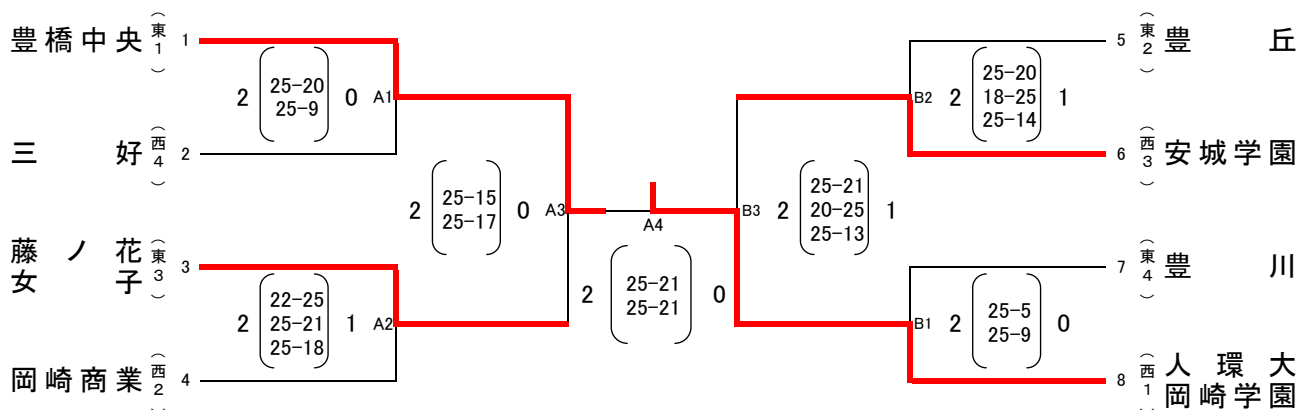 豊橋中央 （東1） 1
三好 （西4） 2
藤ノ花女子 （東3） 3
岡崎商業 （西2） 4
2 25-20 25-9 0 A1
2 22-25 25-21 25-18 1 A2
2 25-15 25-17 0 A3
A4
2 25-21 25-21 0
B3 2 25-21 20-25 25-13 1
B2 2 25-20 18-25 25-14 1
B1 2 25-5 25-9 0
5 （東2） 豊丘
6 （西3） 安城学園
7 （東4） 豊川
8 （西1） 人環大岡崎学園